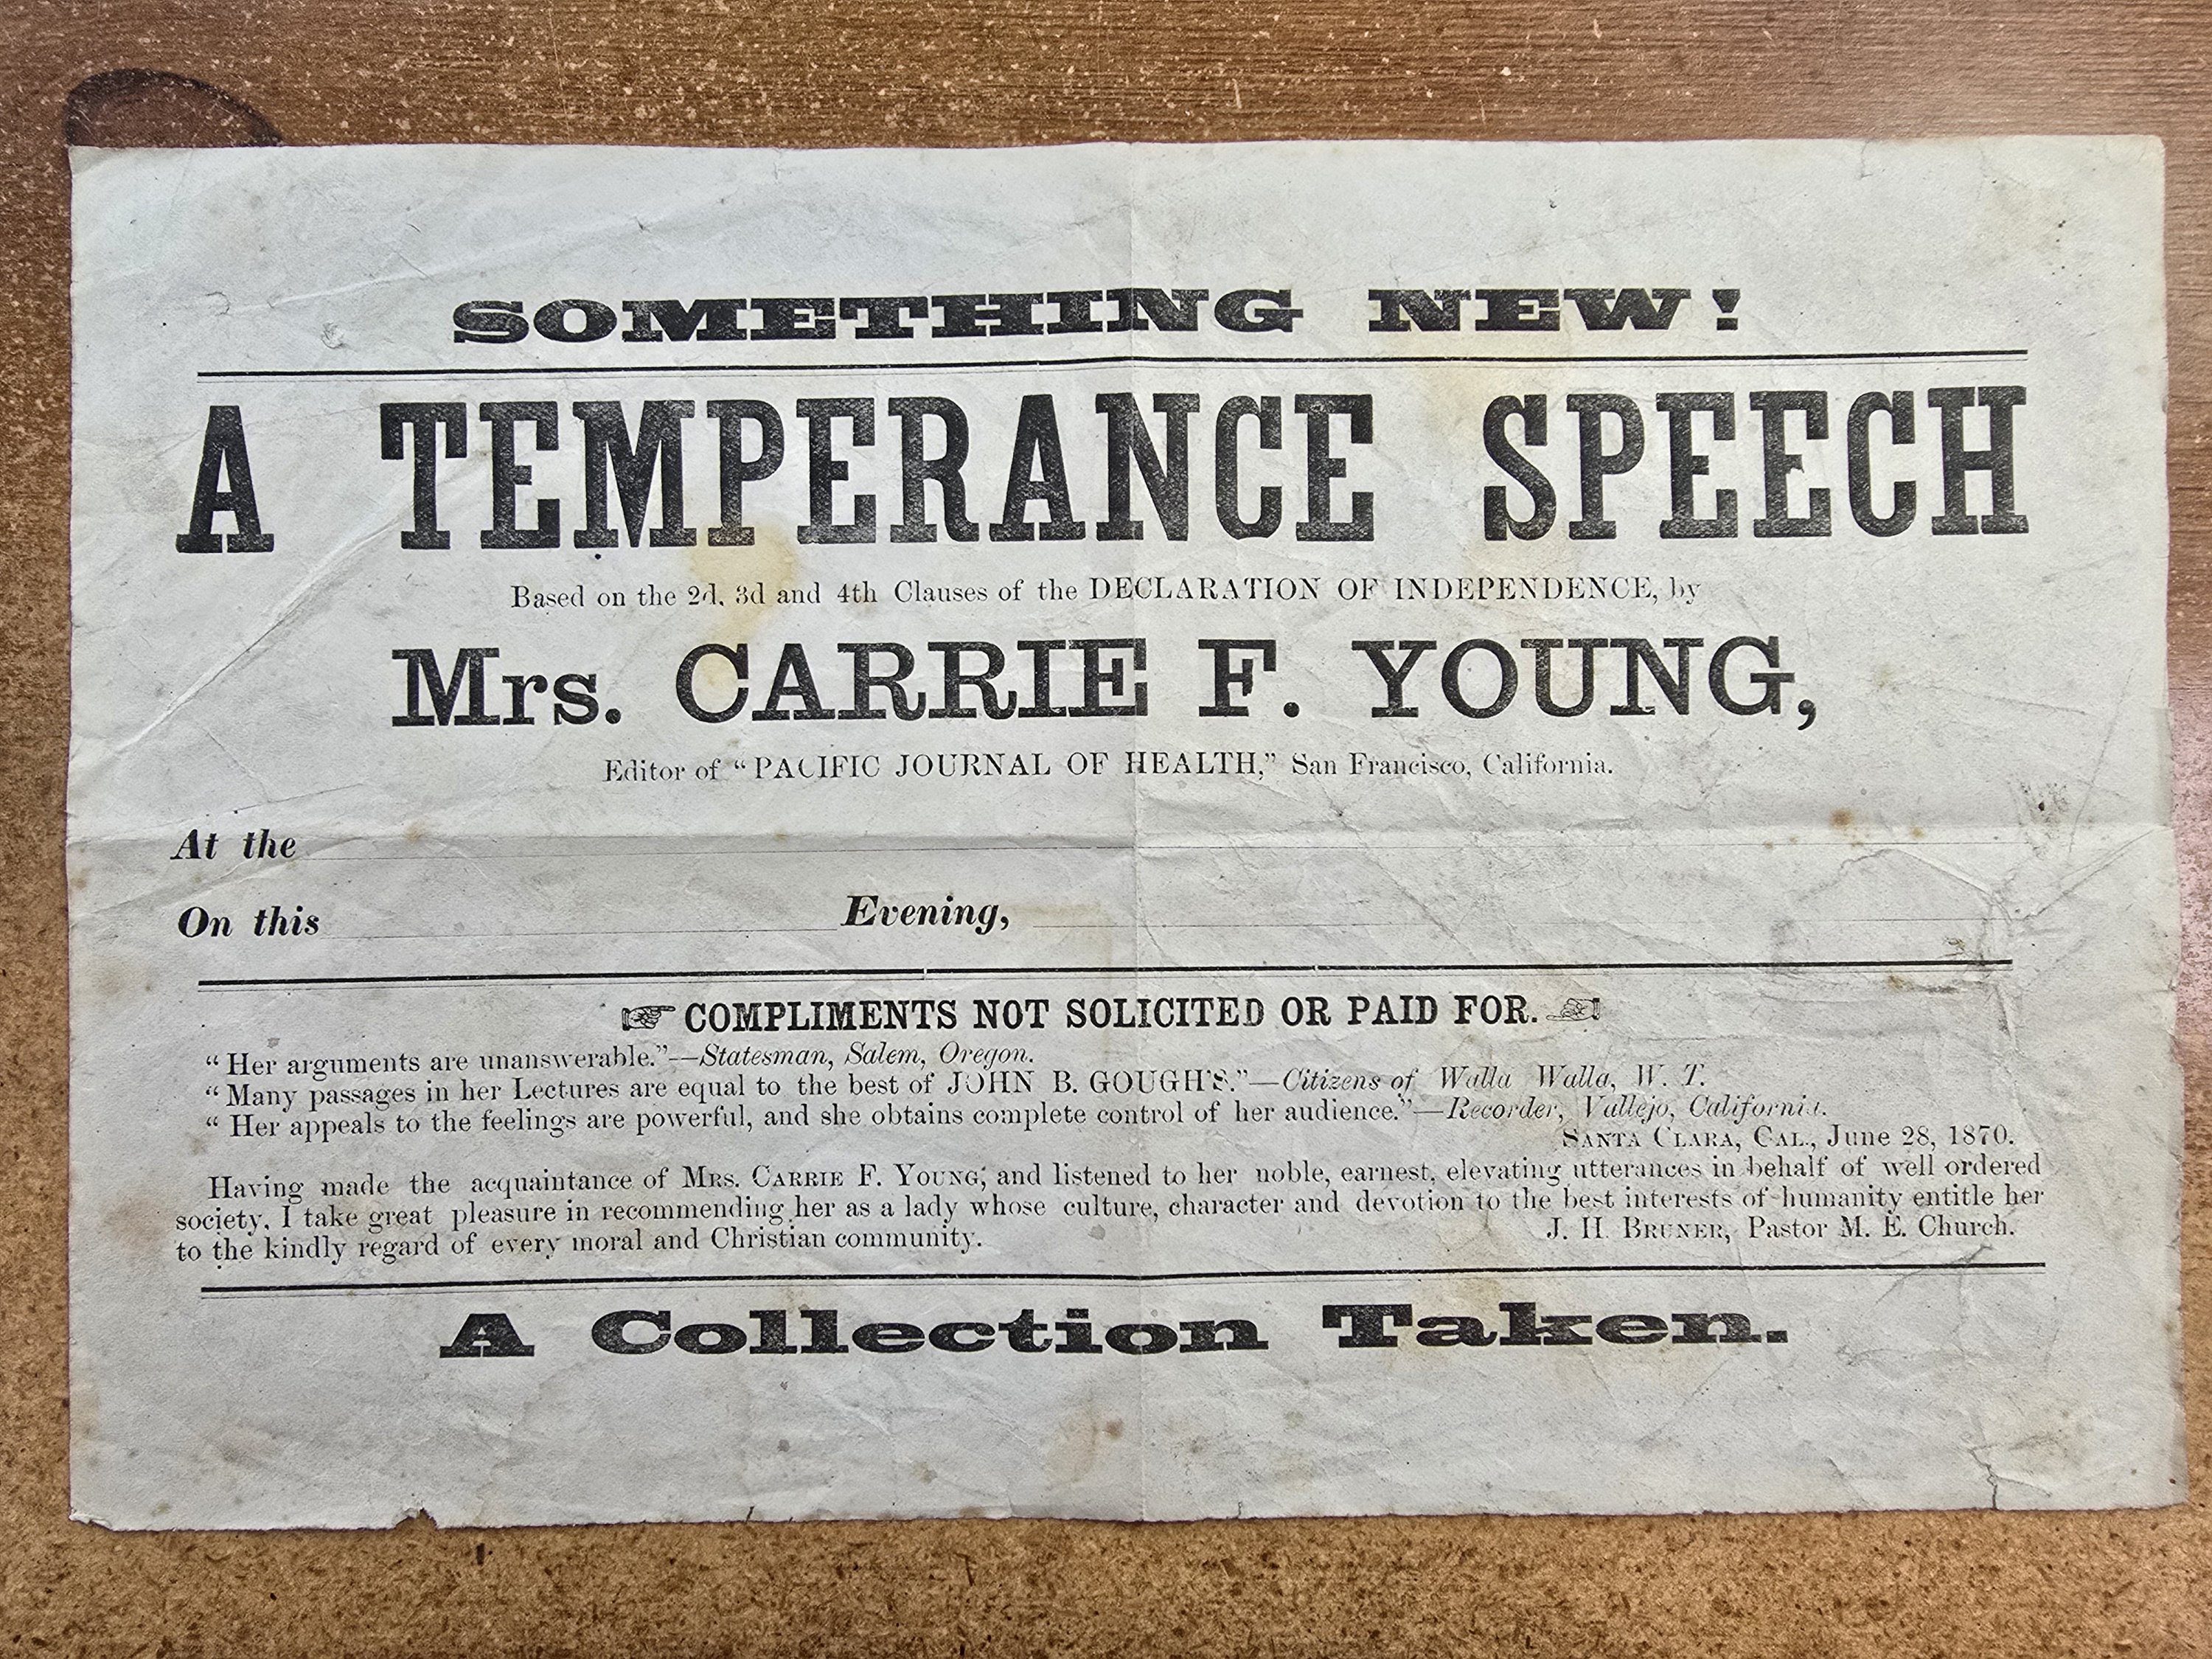 SOMETHING NEW!
A TEMPERANCE SPEECH
Based on the 2d, 3d and 4th Clauses of the DECLARATION OF INDEPENDENCE, by
Mrs. CARRIE F. YOUNG,
Editor of “PACIFIC JOURNAL OF HEALTH,” San Francisco, California.
At the
On this Evening,
☞ COMPLIMENTS NOT SOLICITED OR PAID FOR. ☜
“Her arguments are unanswerable.”—Statesman, Salem, Oregon.
“Many passages in her Lectures are equal to the best of JOHN B. GOUGH'S.”—Citizens of Walla Walla, W. T.
“Her appeals to the feelings are powerful, and she obtains complete control of her audience.”—Recorder, Vallejo, California.
SANTA CLARA, CAL., June 28, 1870.
Having made the acquaintance of MRS. CARRIE F. YOUNG, and listened to her noble, earnest, elevating utterances in behalf of well ordered
society, I take great pleasure in recommending her as a lady whose culture, character and devotion to the best interests of humanity entitle her
to the kindly regard of every moral and Christian community. J. H. BRUNER, Pastor M. E. Church.
A Collection Taken.